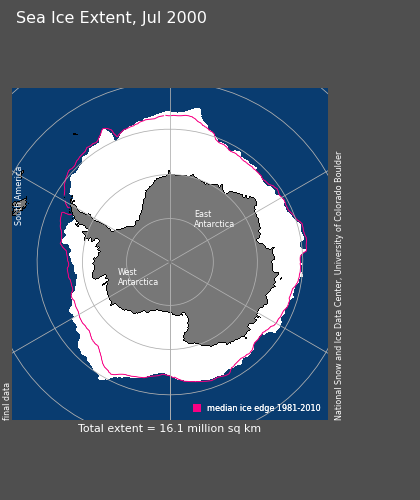 Sea Ice Extent, Jul 2000
South America
East
Antarctica
West
Antarctica
National Snow and Ice Data Center, University of Colorado Boulder
final data
median ice edge 1981-2010
Total extent = 16.1 million sq km